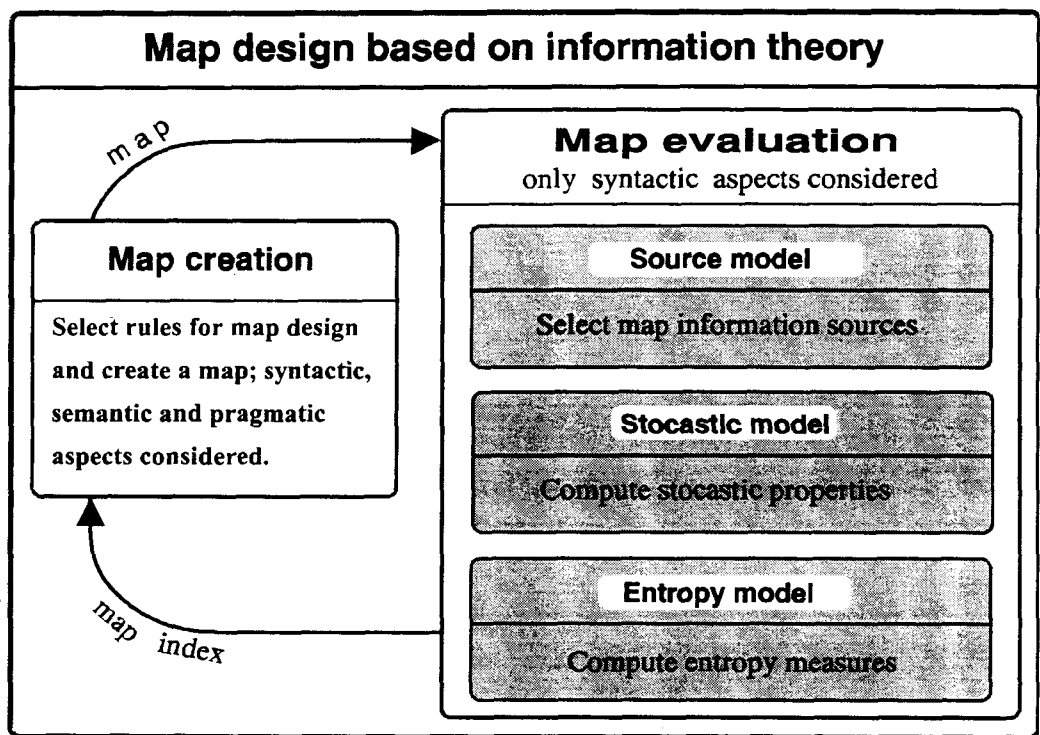 Map design based on information theory
map
Map evaluation
only syntactic aspects considered
Map creation
Select rules for map design
and create a map; syntactic,
semantic and pragmatic
aspects considered.
Source model
Select map information sources
Stocastic model
Compute stocastic properties
Entropy model
Compute entropy measures
map index